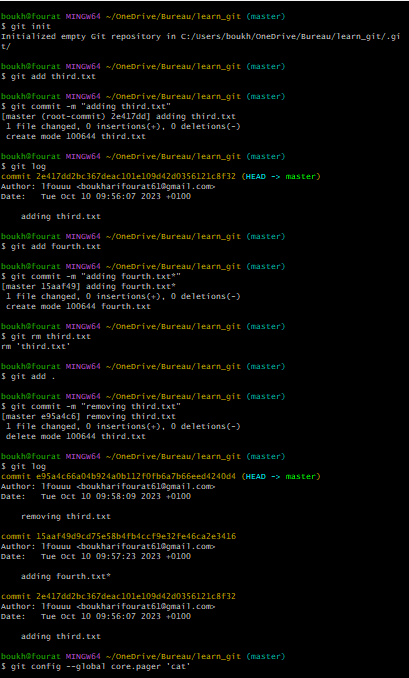 boukh@fourat MINGW64 ~/OneDrive/Bureau/learn_git (master)
$ git init
Initialized empty Git repository in C:/Users/boukh/OneDrive/Bureau/learn_git/.gi
t/
boukh@fourat MINGW64 ~/OneDrive/Bureau/learn_git (master)
$ git add third.txt
boukh@fourat MINGW64 ~/OneDrive/Bureau/learn_git (master)
$ git commit -m "adding third.txt"
[master (root-commit) 2e417dd] adding third.txt
1 file changed, 0 insertions(+), 0 deletions(-)
create mode 100644 third.txt
boukh@fourat MINGW64 ~/OneDrive/Bureau/learn_git (master)
$ git log
commit 2e417dd2bc367deac101e109d42d0356121c8f32 (HEAD -> master)
Author: lfouuu <boukharifourat61@gmail.com>
Date:   Tue Oct 10 09:56:07 2023 +0100
adding third.txt
boukh@fourat MINGW64 ~/OneDrive/Bureau/learn_git (master)
$ git add fourth.txt
boukh@fourat MINGW64 ~/OneDrive/Bureau/learn_git (master)
$ git commit -m "adding fourth.txt*"
[master 15aaf49] adding fourth.txt*
1 file changed, 0 insertions(+), 0 deletions(-)
create mode 100644 fourth.txt
boukh@fourat MINGW64 ~/OneDrive/Bureau/learn_git (master)
$ git rm third.txt
rm 'third.txt'
boukh@fourat MINGW64 ~/OneDrive/Bureau/learn_git (master)
$ git add .
boukh@fourat MINGW64 ~/OneDrive/Bureau/learn_git (master)
$ git commit -m "removing third.txt"
[master e95a4c6] removing third.txt
1 file changed, 0 insertions(+), 0 deletions(-)
delete mode 100644 third.txt
boukh@fourat MINGW64 ~/OneDrive/Bureau/learn_git (master)
$ git log
commit e95a4c66a04b924a0b112f0fb6a7b66eed4240d4 (HEAD -> master)
Author: lfouuu <boukharifourat61@gmail.com>
Date:   Tue Oct 10 09:58:09 2023 +0100
removing third.txt
commit 15aaf49d9cd75e58b4fb4ccf9e32fe46ca2e3416
Author: lfouuu <boukharifourat61@gmail.com>
Date:   Tue Oct 10 09:57:23 2023 +0100
adding fourth.txt*
commit 2e417dd2bc367deac101e109d42d0356121c8f32
Author: lfouuu <boukharifourat61@gmail.com>
Date:   Tue Oct 10 09:56:07 2023 +0100
adding third.txt
boukh@fourat MINGW64 ~/OneDrive/Bureau/learn_git (master)
$ git config --global core.pager 'cat'